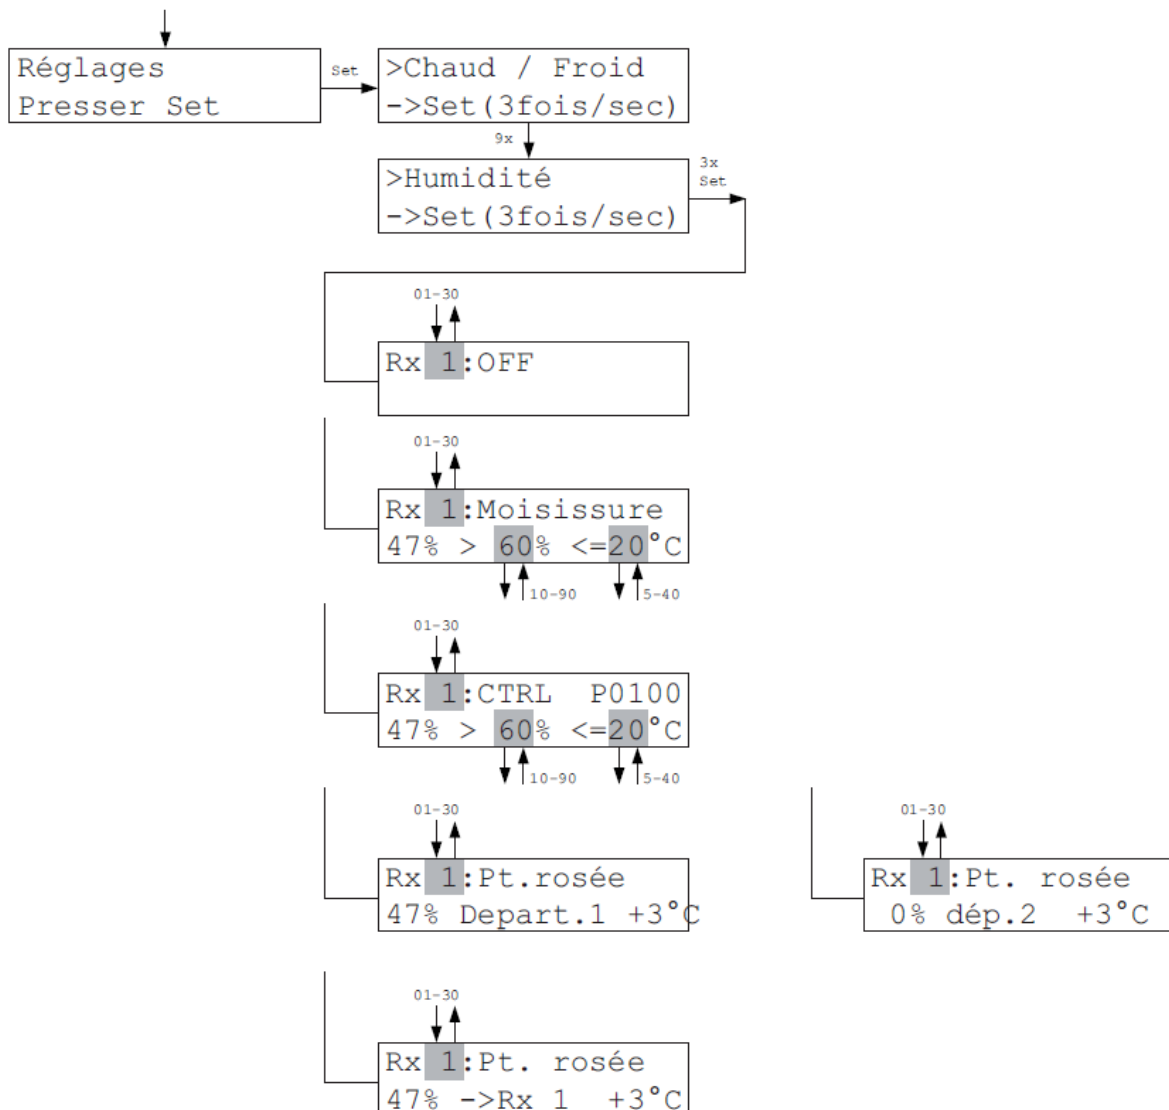 Réglages
Presser Set
Set
>Chaud / Froid
->Set(3fois/sec)
9x
>Humidité
->Set(3fois/sec)
3x
Set
01-30
Rx 1:OFF
01-30
Rx 1:Moisissure
47% > 60% <=20°C
10-90
5-40
01-30
Rx 1:CTRL P0100
47% > 60% <=20°C
10-90
5-40
01-30
Rx 1:Pt.rosée
47% Depart.1 +3°C
01-30
Rx 1:Pt. rosée
0% dép.2 +3°C
01-30
Rx 1:Pt. rosée
47% ->Rx 1 +3°C